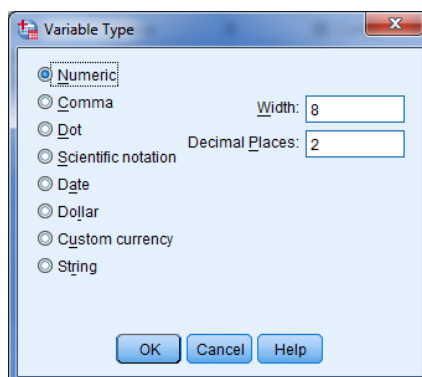 Variable Type
Numeric
Comma
Width: 8
Dot
Decimal Places: 2
Scientific notation
Date
Dollar
Custom currency
String
OK Cancel Help